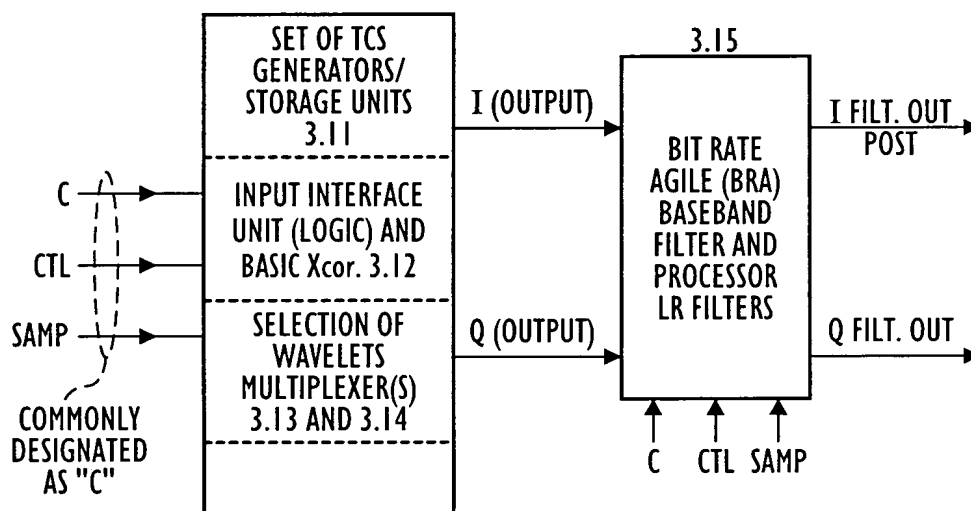 SET OF TCS
GENERATORS/
STORAGE UNITS
3.11
INPUT INTERFACE
UNIT (LOGIC) AND
BASIC Xcor. 3.12
SELECTION OF
WAVELETS
MULTIPLEXER(S)
3.13 AND 3.14
C
CTL
SAMP
COMMONLY
DESIGNATED
AS "C"
I (OUTPUT)
Q (OUTPUT)
3.15
BIT RATE
AGILE (BRA)
BASEBAND
FILTER AND
PROCESSOR
LR FILTERS
C CTL SAMP
I FILT. OUT
POST
Q FILT. OUT